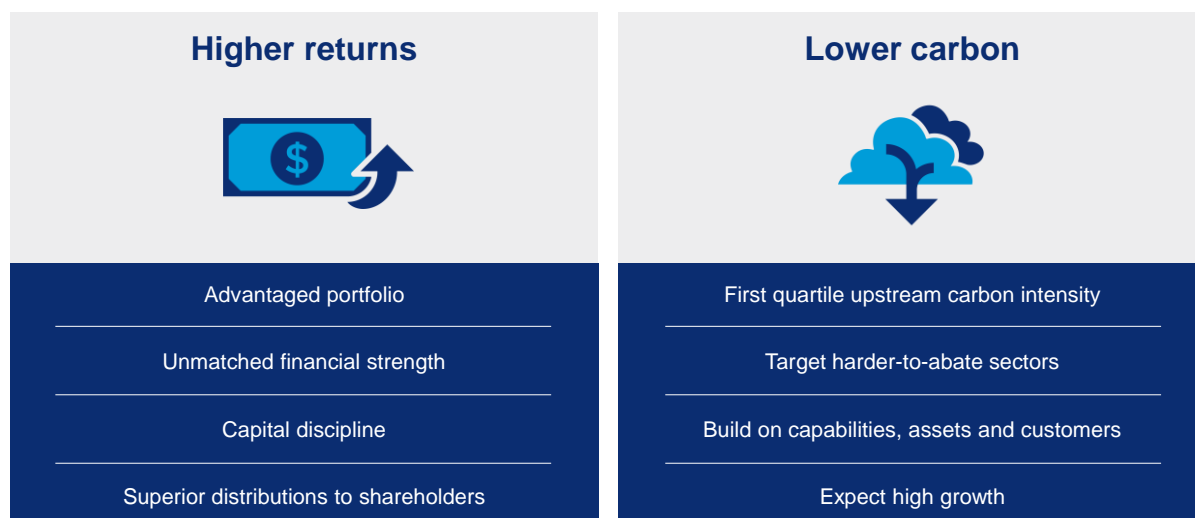 Higher returns
$
Advantaged portfolio
Unmatched financial strength
Capital discipline
Superior distributions to shareholders
Lower carbon
First quartile upstream carbon intensity
Target harder-to-abate sectors
Build on capabilities, assets and customers
Expect high growth